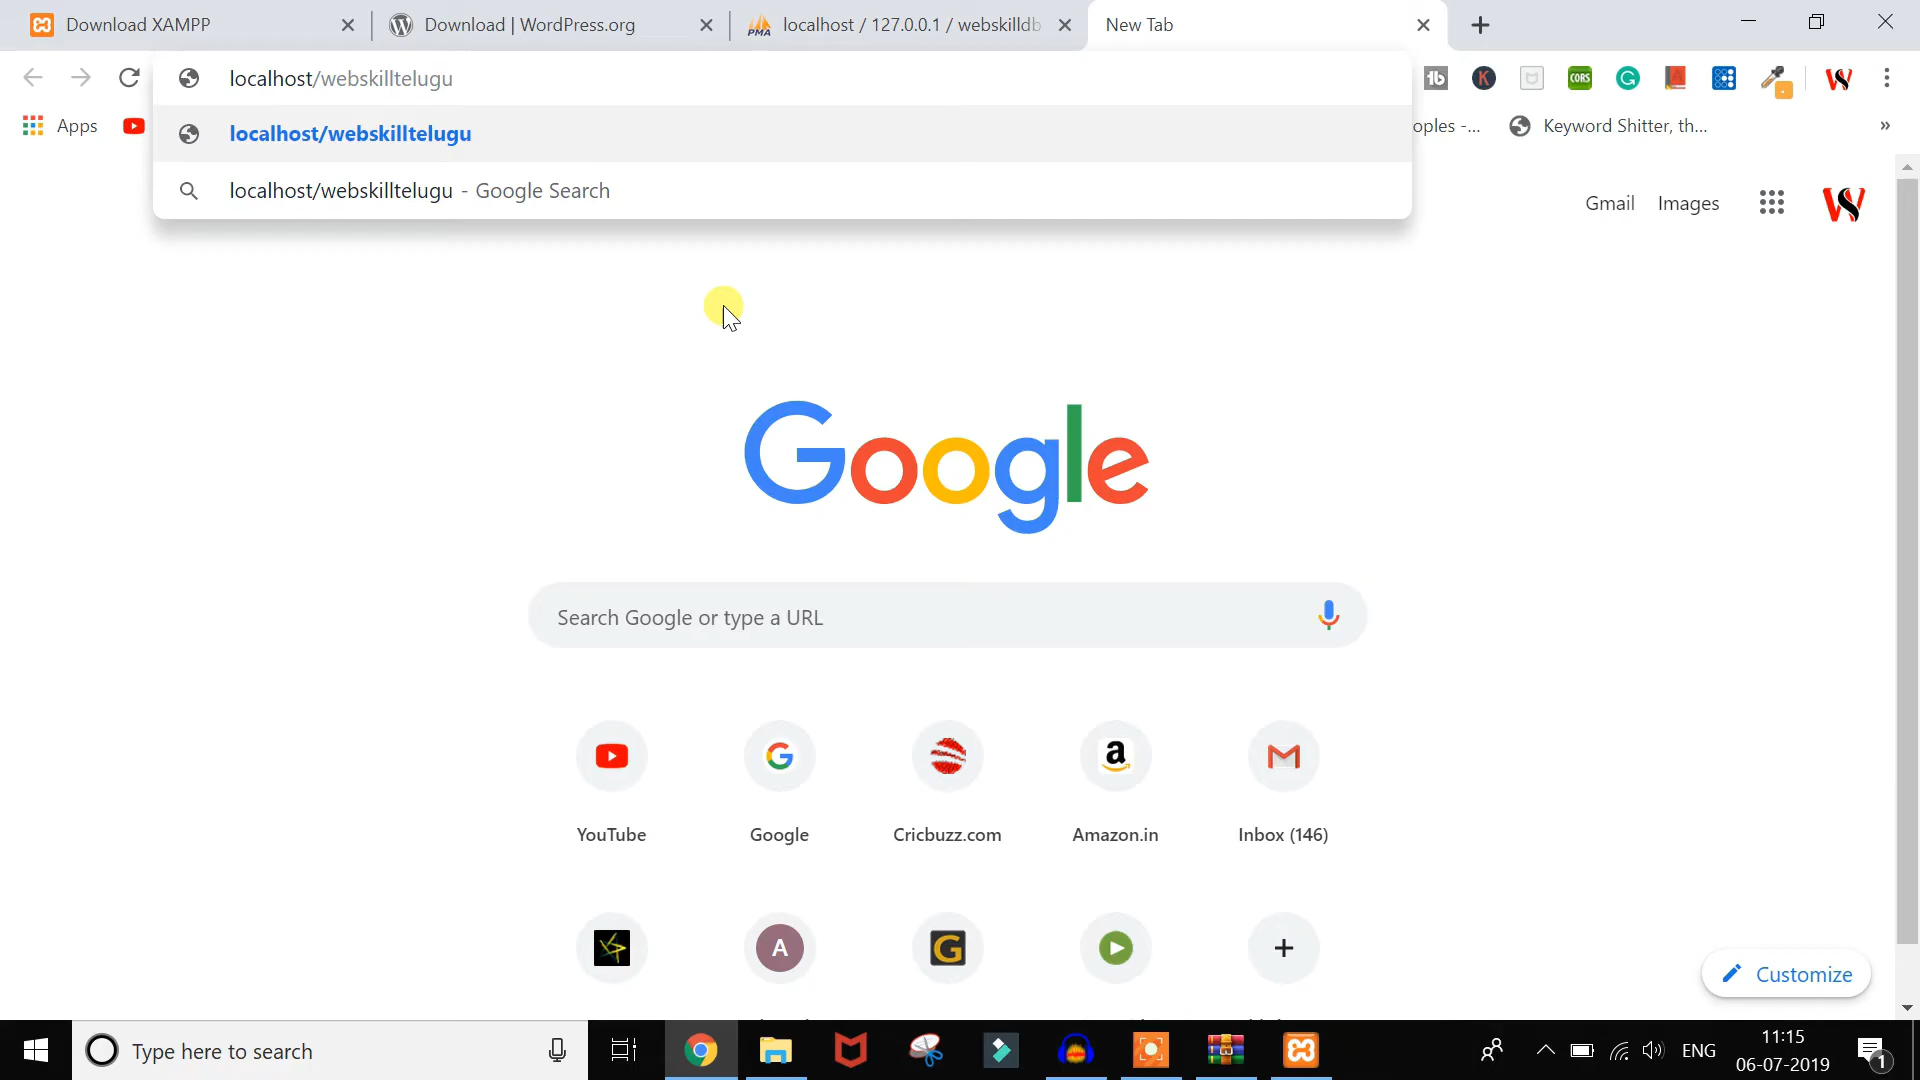 Download XAMPP
Download | WordPress.org
PMA
localhost / 127.0.0.1 / webskilldb
New Tab
localhost/webskilltelugu
Apps
localhost/webskilltelugu
oples -...
Keyword Shitter, th...
»
localhost/webskilltelugu - Google Search
Gmail
Images
Google
Search Google or type a URL
YouTube
Google
Cricbuzz.com
Amazon.in
Inbox (146)
A
G
Customize
Type here to search
ENG
11:15
06-07-2019
1